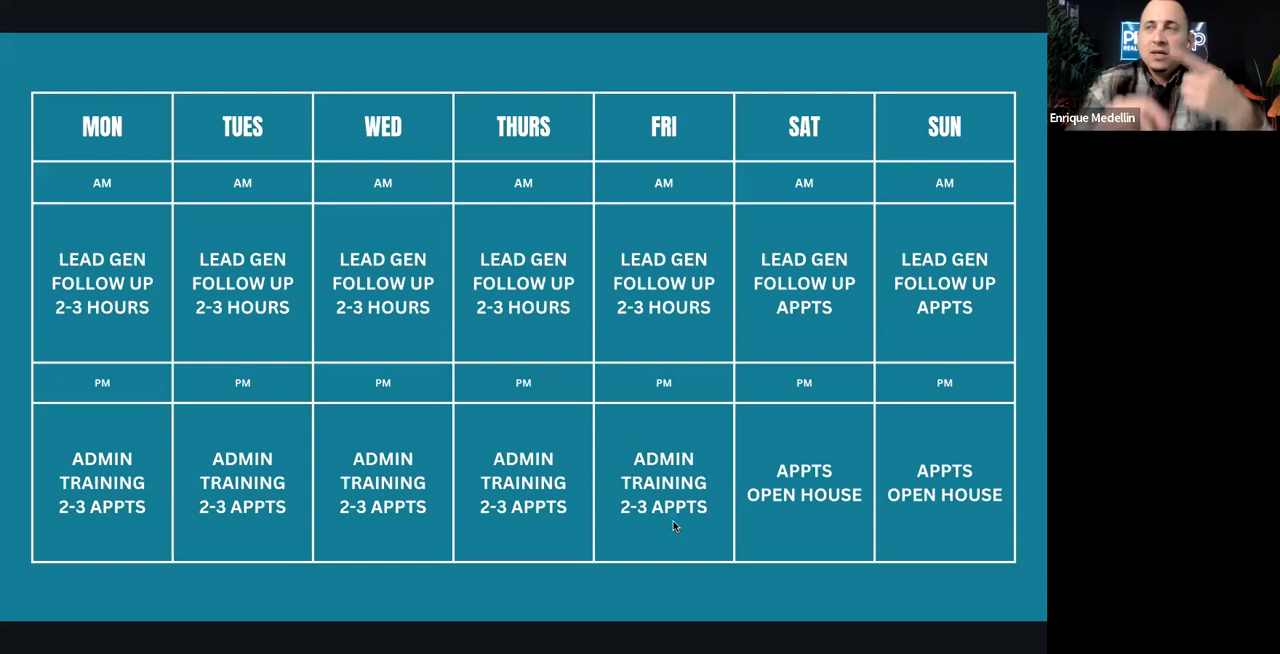 MON TUES WED THURS FRI SAT SUN
AM AM AM AM AM AM AM
LEAD GEN LEAD GEN LEAD GEN LEAD GEN LEAD GEN LEAD GEN LEAD GEN
FOLLOW UP FOLLOW UP FOLLOW UP FOLLOW UP FOLLOW UP FOLLOW UP FOLLOW UP
2-3 HOURS 2-3 HOURS 2-3 HOURS 2-3 HOURS 2-3 HOURS APPTS APPTS
PM PM PM PM PM PM PM
ADMIN ADMIN ADMIN ADMIN ADMIN APPTS APPTS
TRAINING TRAINING TRAINING TRAINING TRAINING OPEN HOUSE OPEN HOUSE
2-3 APPTS 2-3 APPTS 2-3 APPTS 2-3 APPTS 2-3 APPTS
Enrique Medellin